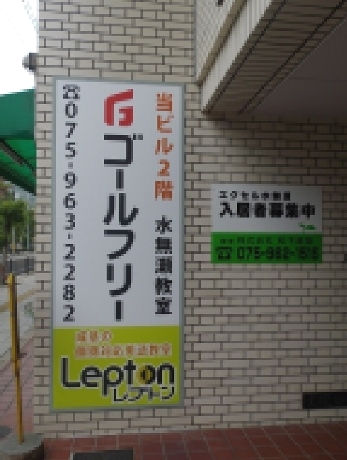 当ビル2階 水無瀬教室
ゴールフリー
☎075-963-2282
Lepton
レプトン
エクセル水無瀬
入居者募集中